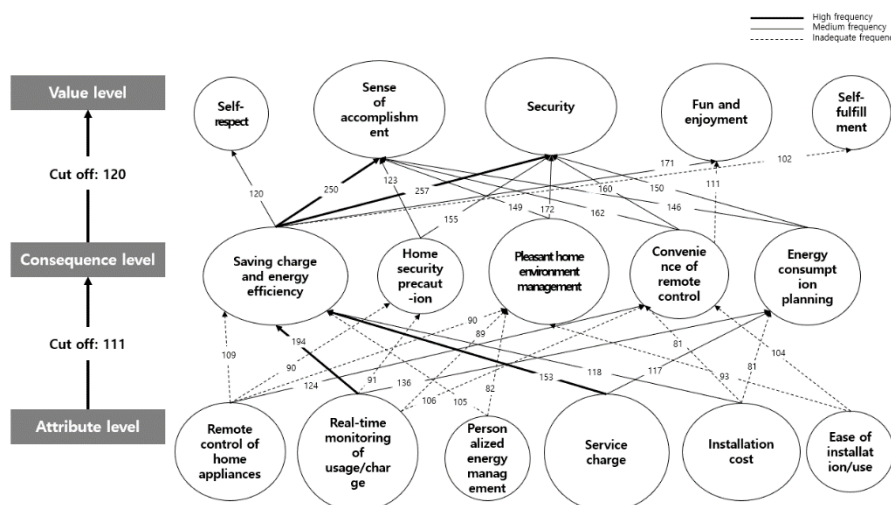 High frequency
Medium frequency
Inadequate frequency
Value level
Self-
respect
Sense
of
accomplishm
ent
Security
Fun and
enjoyment
Self-
fulfill
ment
Cut off: 120
120
250
123
257
155
149
172
162
160
150
146
171
111
102
Consequence level
Saving charge
and energy
efficiency
Home
security
precaut
-ion
Pleasant home
environment
management
Convenie
nce of
remote
control
Energy
consumpt
ion
planning
Cut off: 111
109
194
90
124
91
136
90
89
106
105
82
153
118
117
81
81
93
104
Attribute level
Remote
control of
home
appliances
Real-time
monitoring
of
usage/char
ge
Person
alized
energy
manag
ement
Service
charge
Installation
cost
Ease of
installat
ion/use